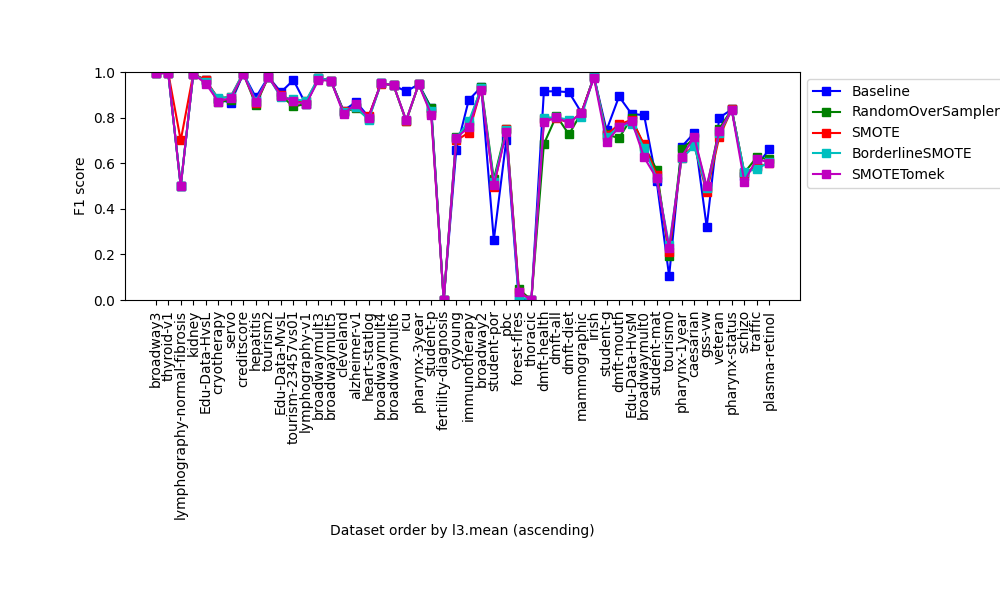 1.0
0.8
0.6
0.4
0.2
0.0
F1 score
Baseline
RandomOverSampler
SMOTE
BorderlineSMOTE
SMOTETomek
broadway3
thyroid-v1
lymphography-normal-fibrosis
kidney
Edu-Data-HvsL
cryotherapy
servo
creditscore
hepatitis
tourism2
Edu-Data-MvsL
tourism-23457vs01
lymphography-v1
broadwaymult3
broadwaymult5
cleveland
alzheimer-v1
heart-statlog
broadwaymult4
broadwaymult6
icu
pharynx-3year
student-p
fertility-diagnosis
cyyoung
immunotherapy
broadway2
student-por
pbc
forest-fires
thoracic
dmft-health
dmft-all
dmft-diet
mammographic
irish
student-g
dmft-mouth
Edu-Data-HvsM
broadwaymult0
student-mat
tourism0
pharynx-1year
caesarian
gss-vw
veteran
pharynx-status
schizo
traffic
plasma-retinol
Dataset order by l3.mean (ascending)